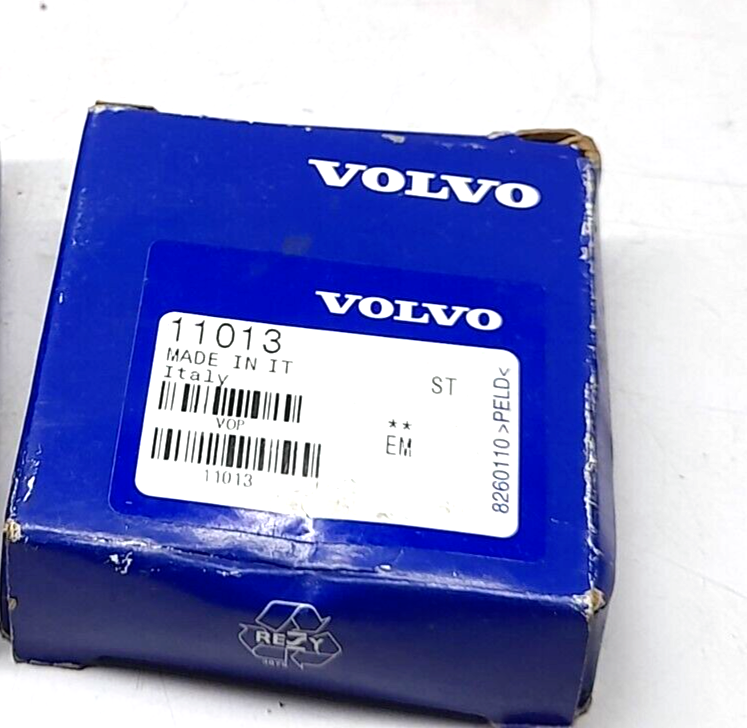 VOLVO
VOLVO
11013
MADE IN IT
Italy
ST
VOP
**
EM
11013
8260110 >PELD<
REZY